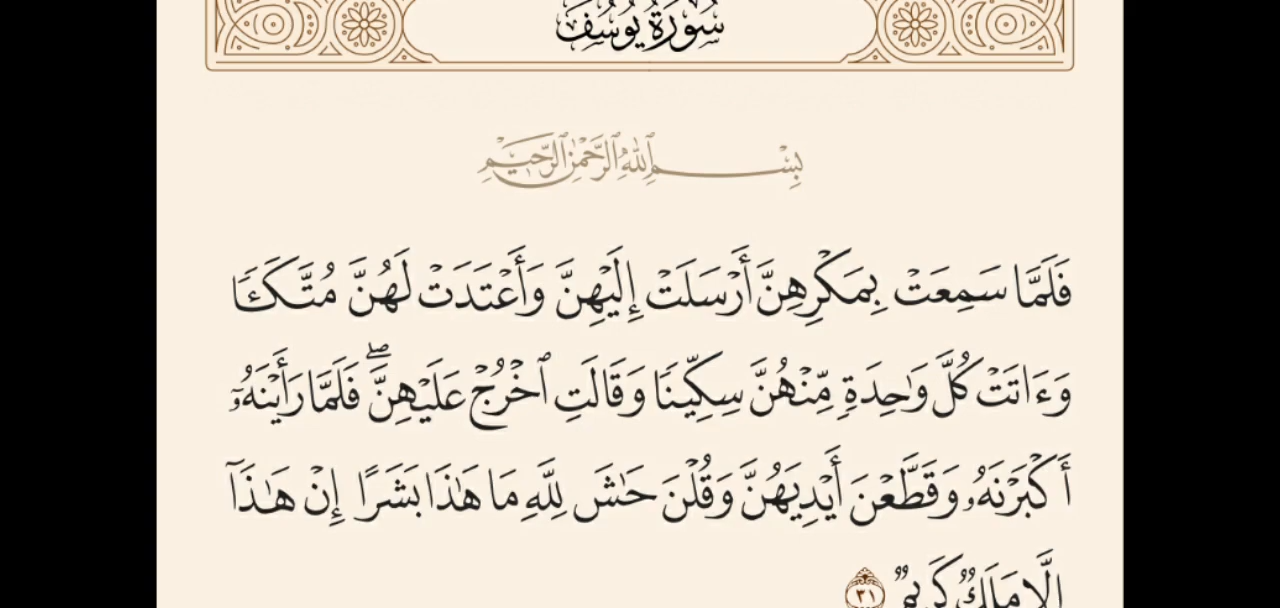 سُورَةُ يُوسُفَ
بِسْمِ ٱللَّهِ ٱلرَّحْمَٰنِ ٱلرَّحِيمِ
فَلَمَّا سَمِعَتْ بِمَكْرِهِنَّ أَرْسَلَتْ إِلَيْهِنَّ وَأَعْتَدَتْ لَهُنَّ مُتَّكَـًٔا
وَءَاتَتْ كُلَّ وَٰحِدَةٍ مِّنْهُنَّ سِكِّينًا وَقَالَتِ ٱخْرُجْ عَلَيْهِنَّ ۖ فَلَمَّا رَأَيْنَهُۥٓ
أَكْبَرْنَهُۥ وَقَطَّعْنَ أَيْدِيَهُنَّ وَقُلْنَ حَٰشَ لِلَّهِ مَا هَٰذَا بَشَرًا إِنْ هَٰذَآ
إِلَّا مَلَكٌ كَرِيمٌ ٣١